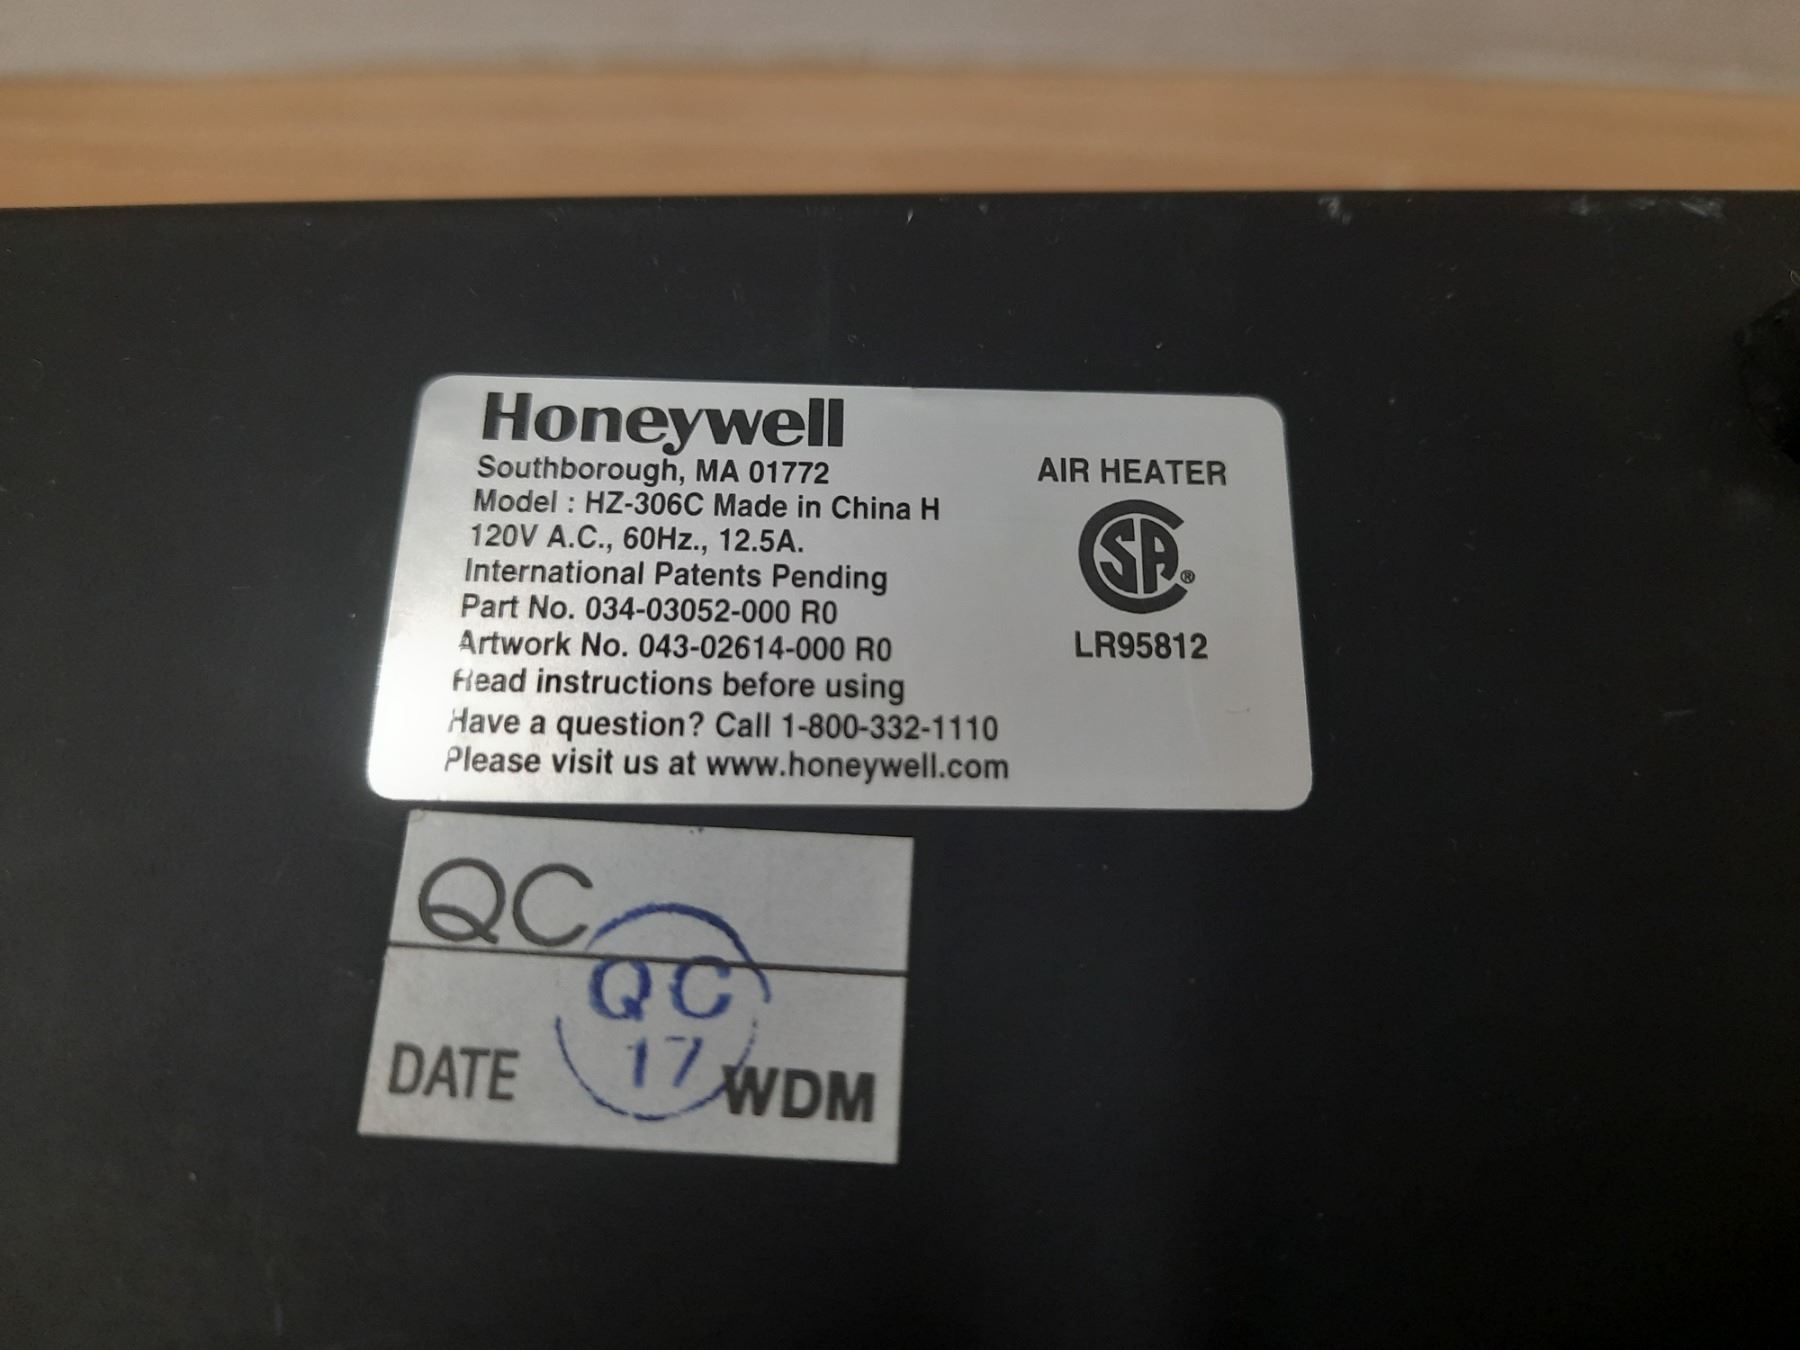 Honeywell
Southborough, MA 01772
Model : HZ-306C Made in China H
120V A.C., 60Hz., 12.5A.
International Patents Pending
Part No. 034-03052-000 R0
Artwork No. 043-02614-000 R0
Read instructions before using
Have a question? Call 1-800-332-1110
Please visit us at www.honeywell.com
AIR HEATER
CSA®
LR95812
QC
QC
17
DATE WDM